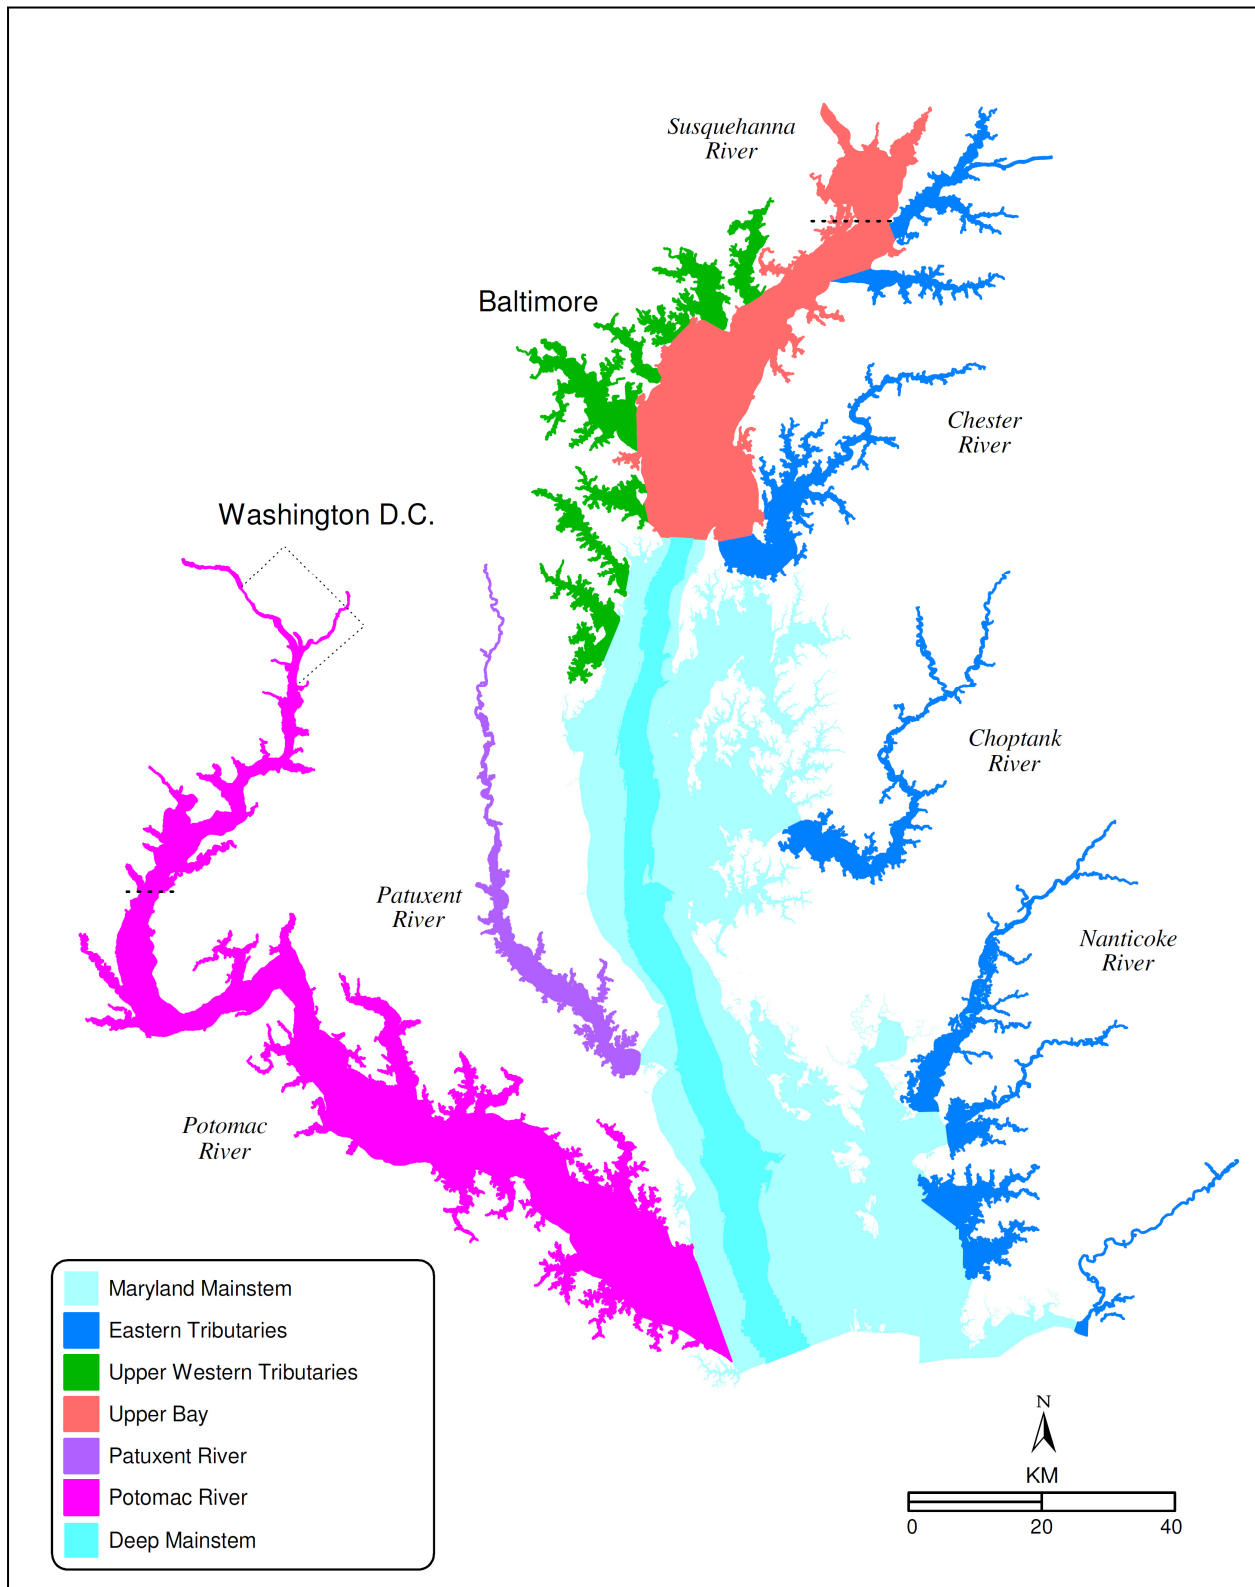 Susquehanna
River
Baltimore
Chester
River
Washington D.C.
Choptank
River
Patuxent
River
Nanticoke
River
Potomac
River
Maryland Mainstem
Eastern Tributaries
Upper Western Tributaries
Upper Bay
Patuxent River
Potomac River
Deep Mainstem
N
KM
0 20 40